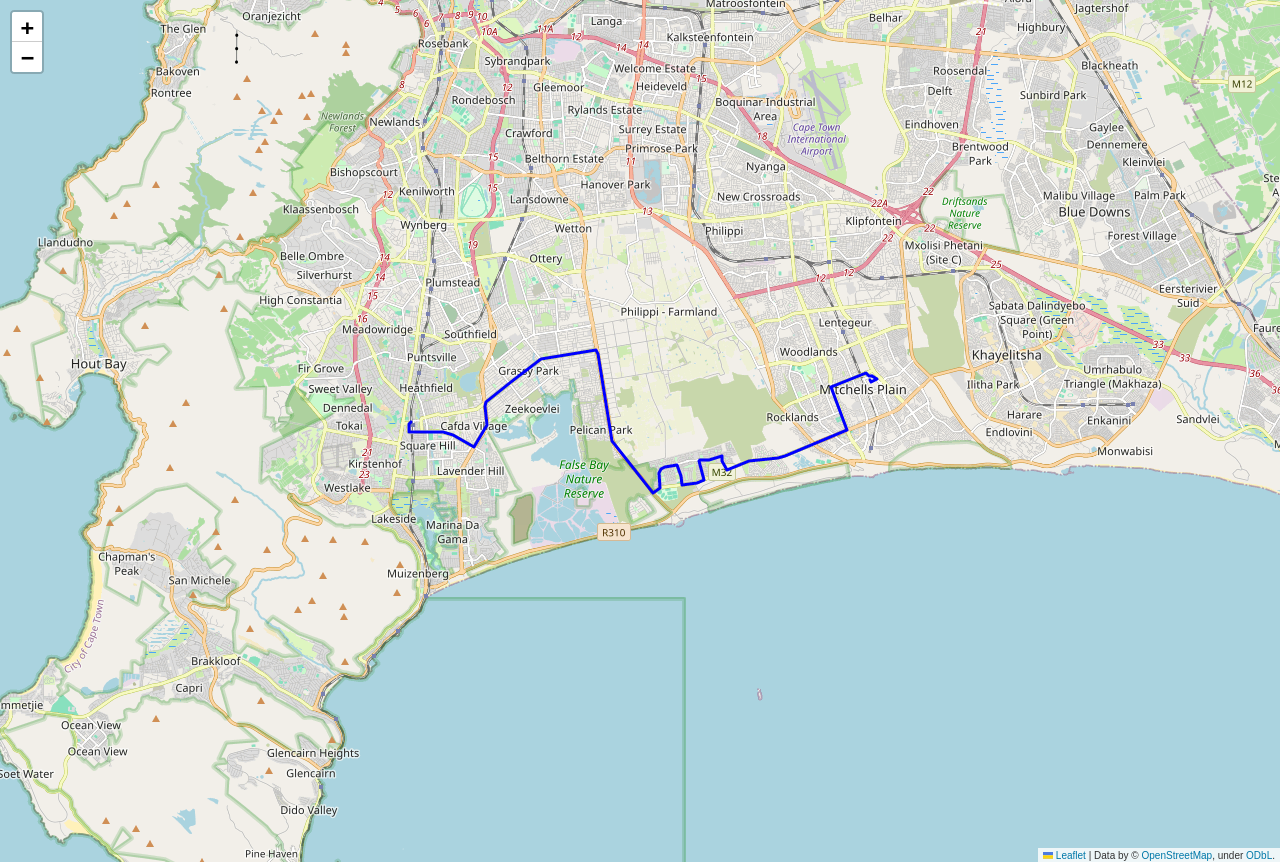 +
−
Oranjezicht
The Glen
Bakoven
Rontree
Rosebank
10
10A
11A
Langa
Matroosfontein
Kalksteenfontein
Belhar
Jagtershof
Highbury
Blackheath
M12
Sybrandpark
Welcome Estate
Gleemoor
Heideveld
Roosendal
Delft
Sunbird Park
Rondebosch
Rylands Estate
Boquinar Industrial
Area
Newlands
Forest
Newlands
Crawford
Surrey Estate
Primrose Park
Cape Town
International
Airport
Eindhoven
Brentwood
Park
Gaylee
Dennemere
Kleinvlei
Belthorn Estate
Bishopscourt
Nyanga
Hanover Park
Kenilworth
Lansdowne
New Crossroads
Malibu Village
Palm Park
Klaassenbosch
Driftsands
Nature
Reserve
Blue Downs
Wynberg
Wetton
Philippi
Klipfontein
Forest Village
Llandudno
Belle Ombre
Ottery
Mxolisi Phetani
(Site C)
Silverhurst
Plumstead
Eersterivier
Suid
High Constantia
Philippi - Farmland
Sabata Dalindyebo
Square (Green
Point)
Meadowridge
Southfield
Lentegeur
Puntsville
Woodlands
Khayelitsha
Hout Bay
Fir Grove
Grassy Park
Umrhabulo
Triangle (Makhaza)
Ilitha Park
Sweet Valley
Heathfield
Mitchells Plain
Dennedal
Zeekoevlei
Rocklands
Harare
Enkanini
Sandvlei
Tokai
Cafda Village
Pelican Park
Endlovini
Square Hill
Monwabisi
Kirstenhof
Lavender Hill
False Bay
Nature
Reserve
M32
Westlake
Lakeside
Marina Da
Gama
R310
Chapman's
Peak
San Michele
Muizenberg
City of Cape Town
Brakkloof
Capri
mmetjie
Ocean View
Ocean View
Glencairn Heights
Glencairn
Soet Water
Dido Valley
Pine Haven
Leaflet | Data by © OpenStreetMap, under ODbL.